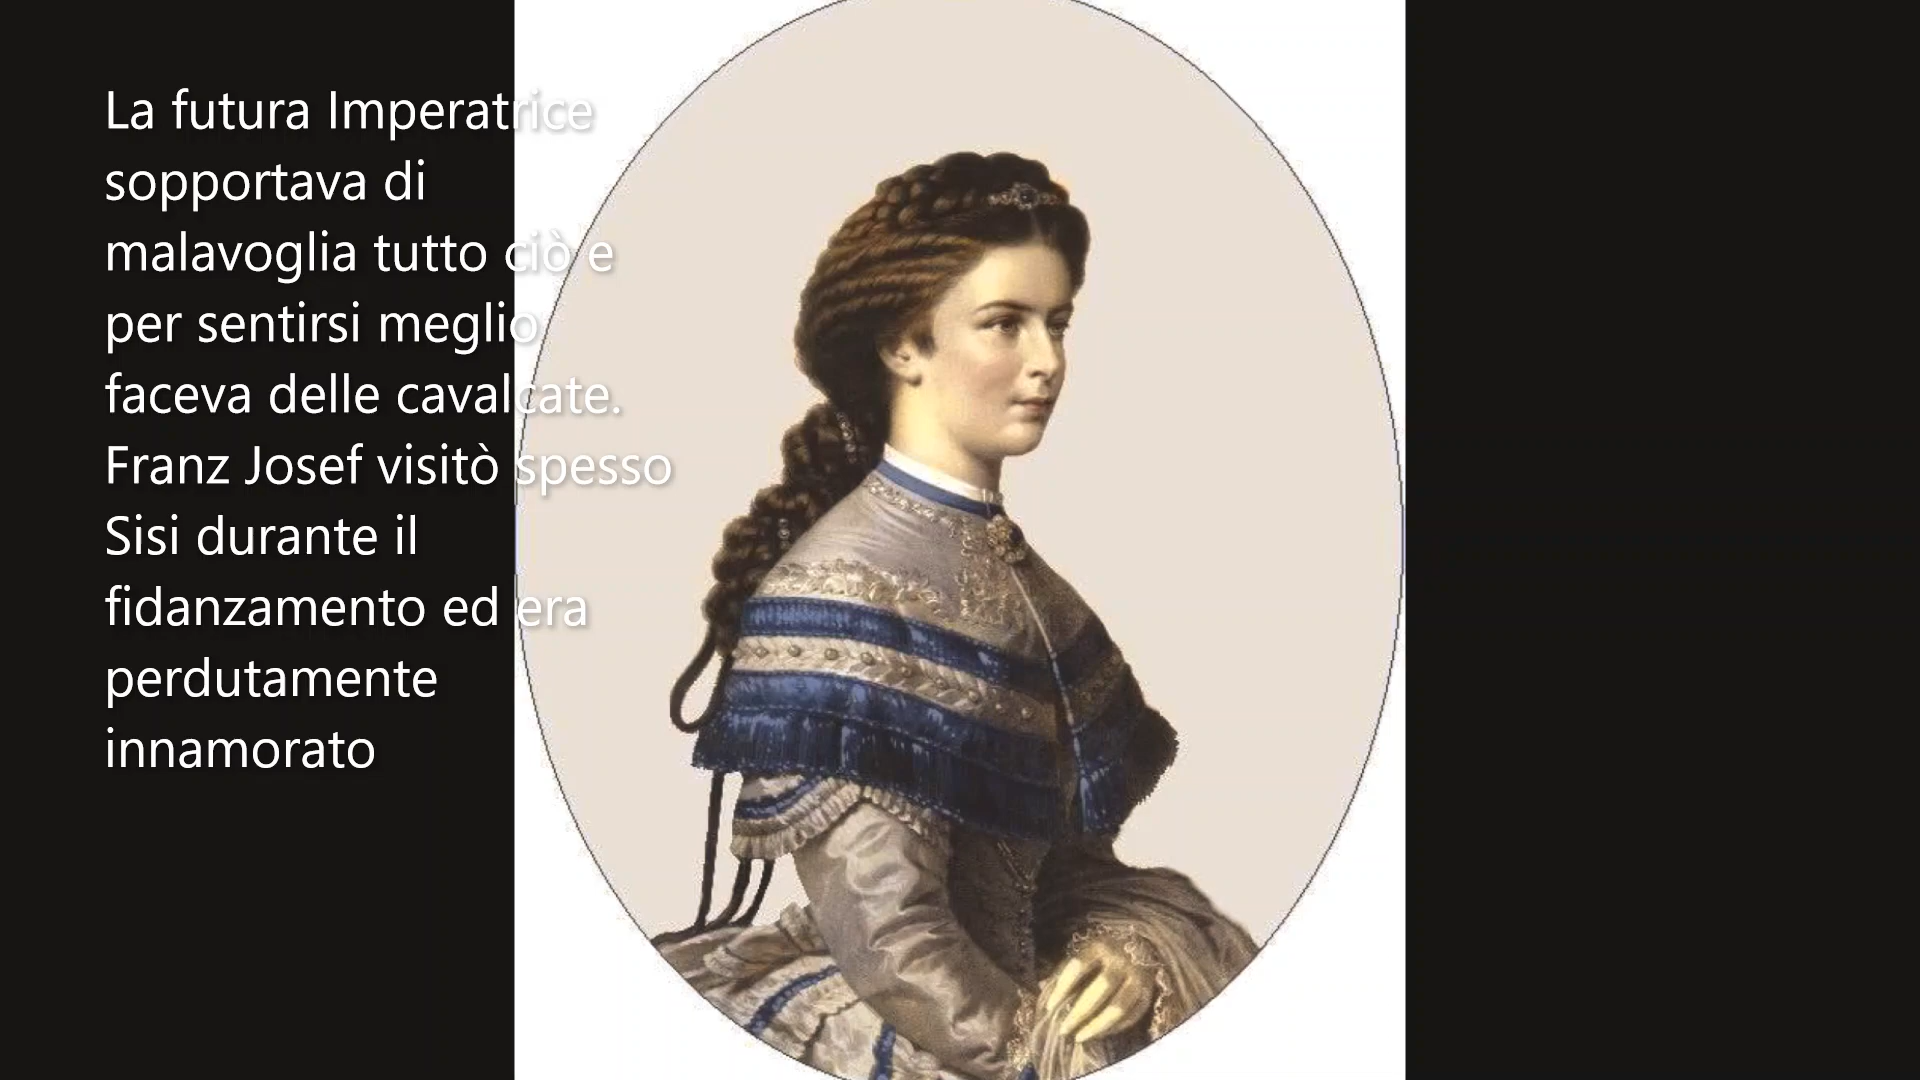 La futura Imperatrice
sopportava di
malavoglia tutto ciò e
per sentirsi meglio
faceva delle cavalcate.
Franz Josef visitò spesso
Sisi durante il
fidanzamento ed era
perdutamente
innamorato